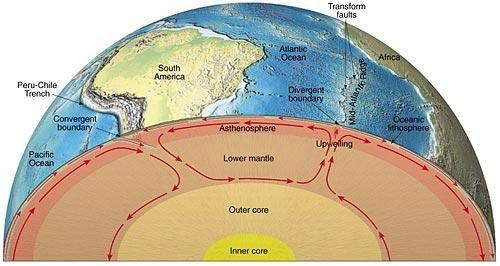 Transform
faults
Atlantic
Ocean
Africa
South
America
Peru-Chile
Trench
Divergent
boundary
Mid-Atlantic Ridge
Convergent
boundary
Oceanic
lithosphere
Asthenosphere
Pacific
Ocean
Lower mantle
Upwelling
Outer core
Inner core